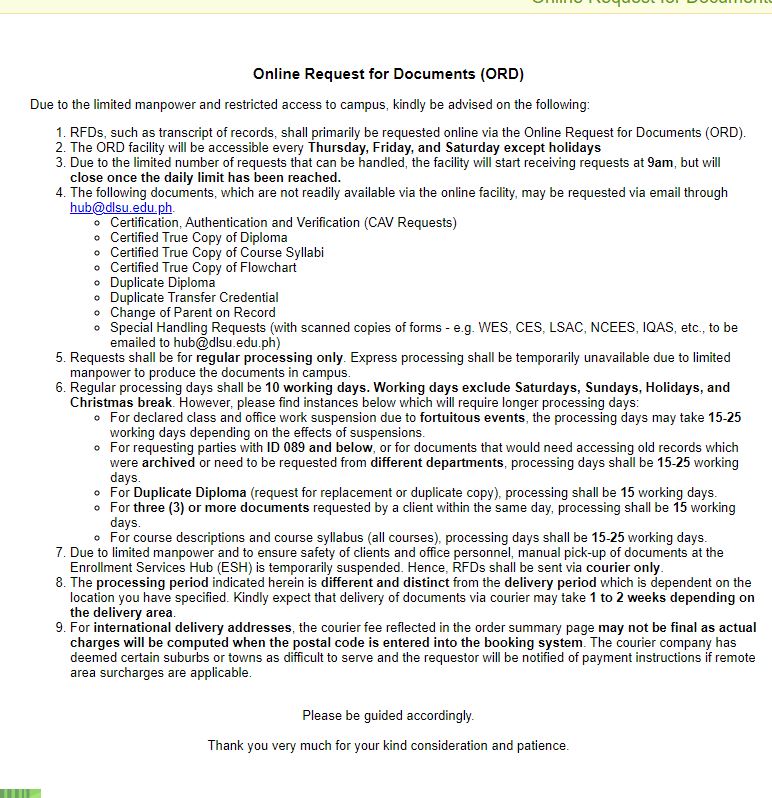 Online Request for Documents
Online Request for Documents (ORD)
Due to the limited manpower and restricted access to campus, kindly be advised on the following:
1. RFDs, such as transcript of records, shall primarily be requested online via the Online Request for Documents (ORD).
2. The ORD facility will be accessible every Thursday, Friday, and Saturday except holidays
3. Due to the limited number of requests that can be handled, the facility will start receiving requests at 9am, but will
close once the daily limit has been reached.
4. The following documents, which are not readily available via the online facility, may be requested via email through
hub@dlsu.edu.ph.
○ Certification, Authentication and Verification (CAV Requests)
○ Certified True Copy of Diploma
○ Certified True Copy of Course Syllabi
○ Certified True Copy of Flowchart
○ Duplicate Diploma
○ Duplicate Transfer Credential
○ Change of Parent on Record
○ Special Handling Requests (with scanned copies of forms - e.g. WES, CES, LSAC, NCEES, IQAS, etc., to be
emailed to hub@dlsu.edu.ph)
5. Requests shall be for regular processing only. Express processing shall be temporarily unavailable due to limited
manpower to produce the documents in campus.
6. Regular processing days shall be 10 working days. Working days exclude Saturdays, Sundays, Holidays, and
Christmas break. However, please find instances below which will require longer processing days:
○ For declared class and office work suspension due to fortuitous events, the processing days may take 15-25
working days depending on the effects of suspensions.
○ For requesting parties with ID 089 and below, or for documents that would need accessing old records which
were archived or need to be requested from different departments, processing days shall be 15-25 working
days.
○ For Duplicate Diploma (request for replacement or duplicate copy), processing shall be 15 working days.
○ For three (3) or more documents requested by a client within the same day, processing shall be 15 working
days.
○ For course descriptions and course syllabus (all courses), processing days shall be 15-25 working days.
7. Due to limited manpower and to ensure safety of clients and office personnel, manual pick-up of documents at the
Enrollment Services Hub (ESH) is temporarily suspended. Hence, RFDs shall be sent via courier only.
8. The processing period indicated herein is different and distinct from the delivery period which is dependent on the
location you have specified. Kindly expect that delivery of documents via courier may take 1 to 2 weeks depending on
the delivery area.
9. For international delivery addresses, the courier fee reflected in the order summary page may not be final as actual
charges will be computed when the postal code is entered into the booking system. The courier company has
deemed certain suburbs or towns as difficult to serve and the requestor will be notified of payment instructions if remote
area surcharges are applicable.
Please be guided accordingly.
Thank you very much for your kind consideration and patience.